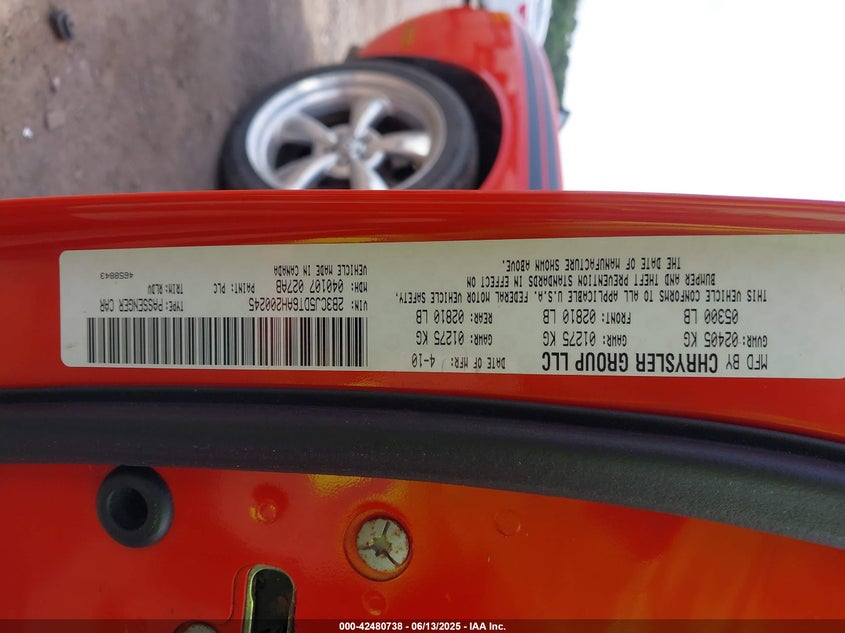 MFD BY CHRYSLER GROUP LLC DATE OF MFR: 4-10
GVWR: 02405 KG GAWR: 01275 KG GAWR: 01275 KG
05300 LB FRONT: 02810 LB REAR: 02810 LB
THIS VEHICLE CONFORMS TO ALL APPLICABLE U.S.A. FEDERAL MOTOR VEHICLE SAFETY,
BUMPER AND THEFT PREVENTION STANDARDS IN EFFECT ON
THE DATE OF MANUFACTURE SHOWN ABOVE.
VIN: 2B3CJ5DT6AH200245 TYPE: PASSENGER CAR
MDH: 040107 027AB PAINT: PLC TRIM: RLDV
VEHICLE MADE IN CANADA 4658843
000-42480738 - 06/13/2025 - IAA Inc.